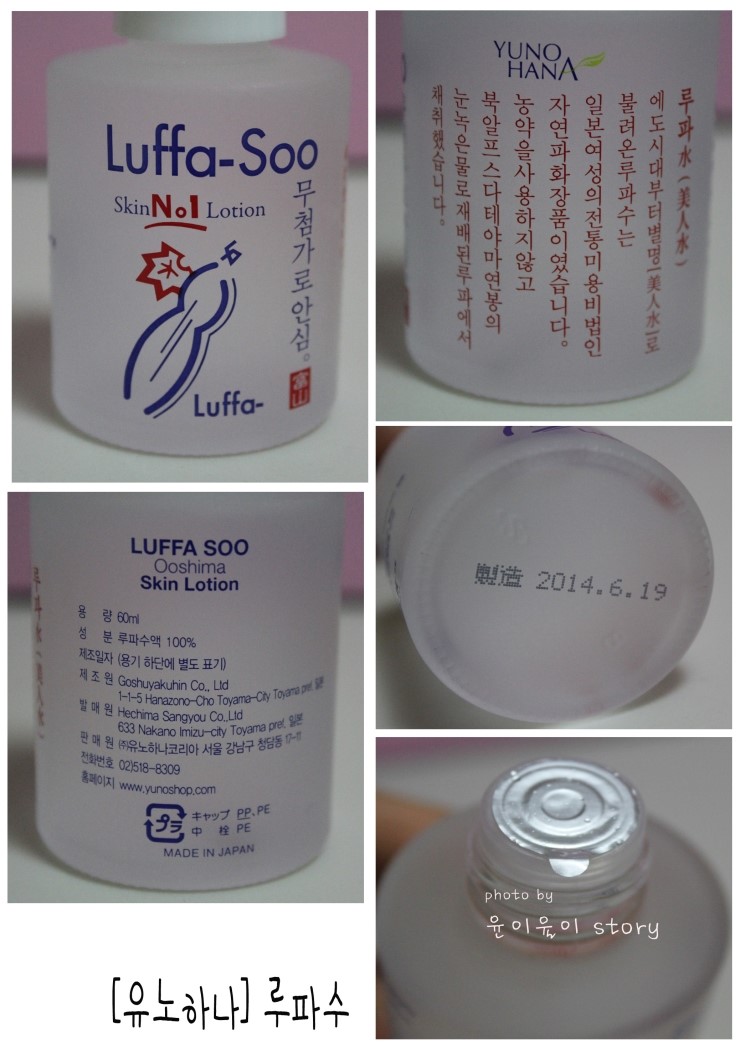 Luffa-Soo
Skin No1 Lotion
무첨가로안심。
富山
Luffa-
YUNO
HANA
루파水(美人水)
에도시대부터별명(美人水)로
불려온루파수는
일본여성의전통미용비법인
자연파화장품이였습니다。
농약을사용하지않고
북알프스다테야마연봉의
눈녹은물로재배된루파에서
채취했습니다。
LUFFA SOO
Ooshima
Skin Lotion
용 량 60ml
성 분 루파수액 100%
제조일자 (용기 하단에 별도 표기)
제 조 원 Goshuyakuhin Co., Ltd
1-1-5 Hanazono-Cho Toyama-City Toyama pref, 일본
발 매 원 Hechima Sangyou Co.,Ltd
633 Nakano Imizu-city Toyama pref, 일본
판 매 원 ㈜유노하나코리아 서울 강남구 청담동 17-11
전화번호 02)518-8309
홈페이지 www.yunoshop.com
プラ
キャップ PP、PE
中 栓 PE
MADE IN JAPAN
루파水(美人水)
製造 2014.6.19
photo by
윤이윤이 story
[유노하나] 루파수